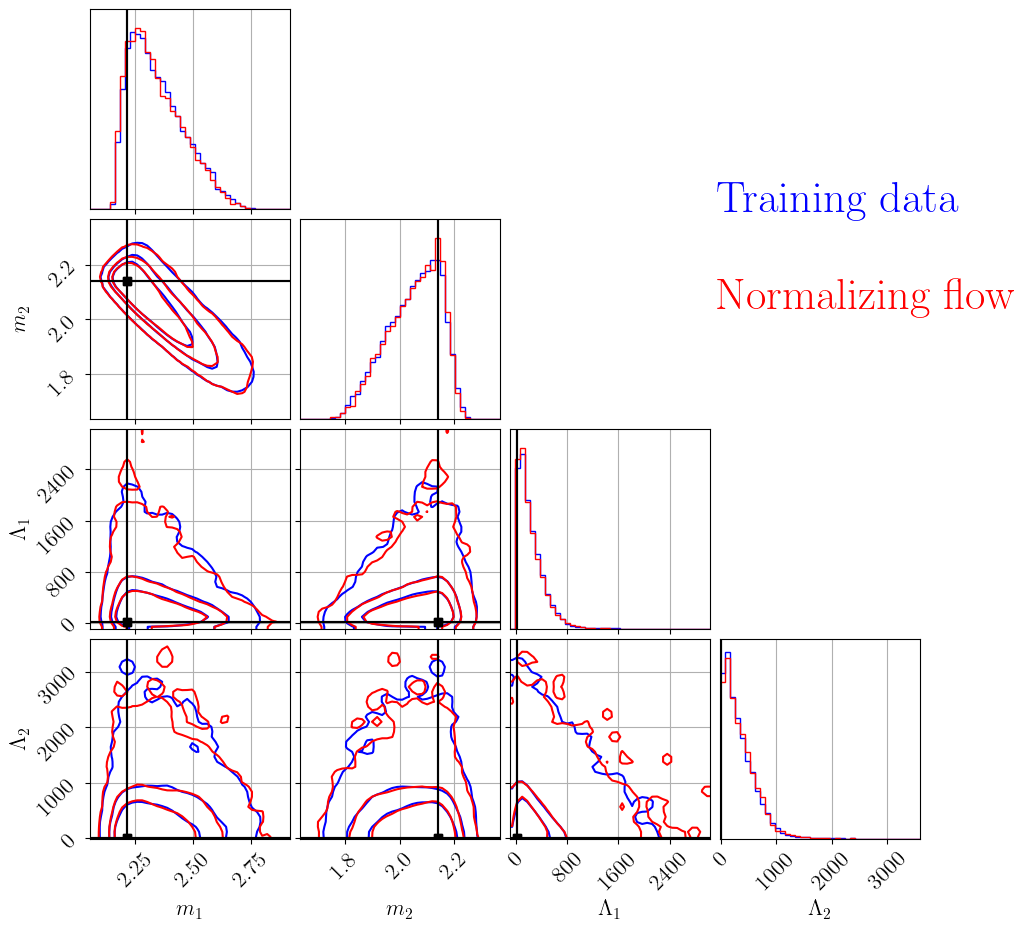 Training data
Normalizing flow
m₂
2.2
2.0
1.8
Λ₁
2400
1600
800
0
Λ₂
3000
2000
1000
0
2.25 2.50 2.75
1.8 2.0 2.2
0 800 1600 2400
0 1000 2000 3000
m₁ m₂ Λ₁ Λ₂